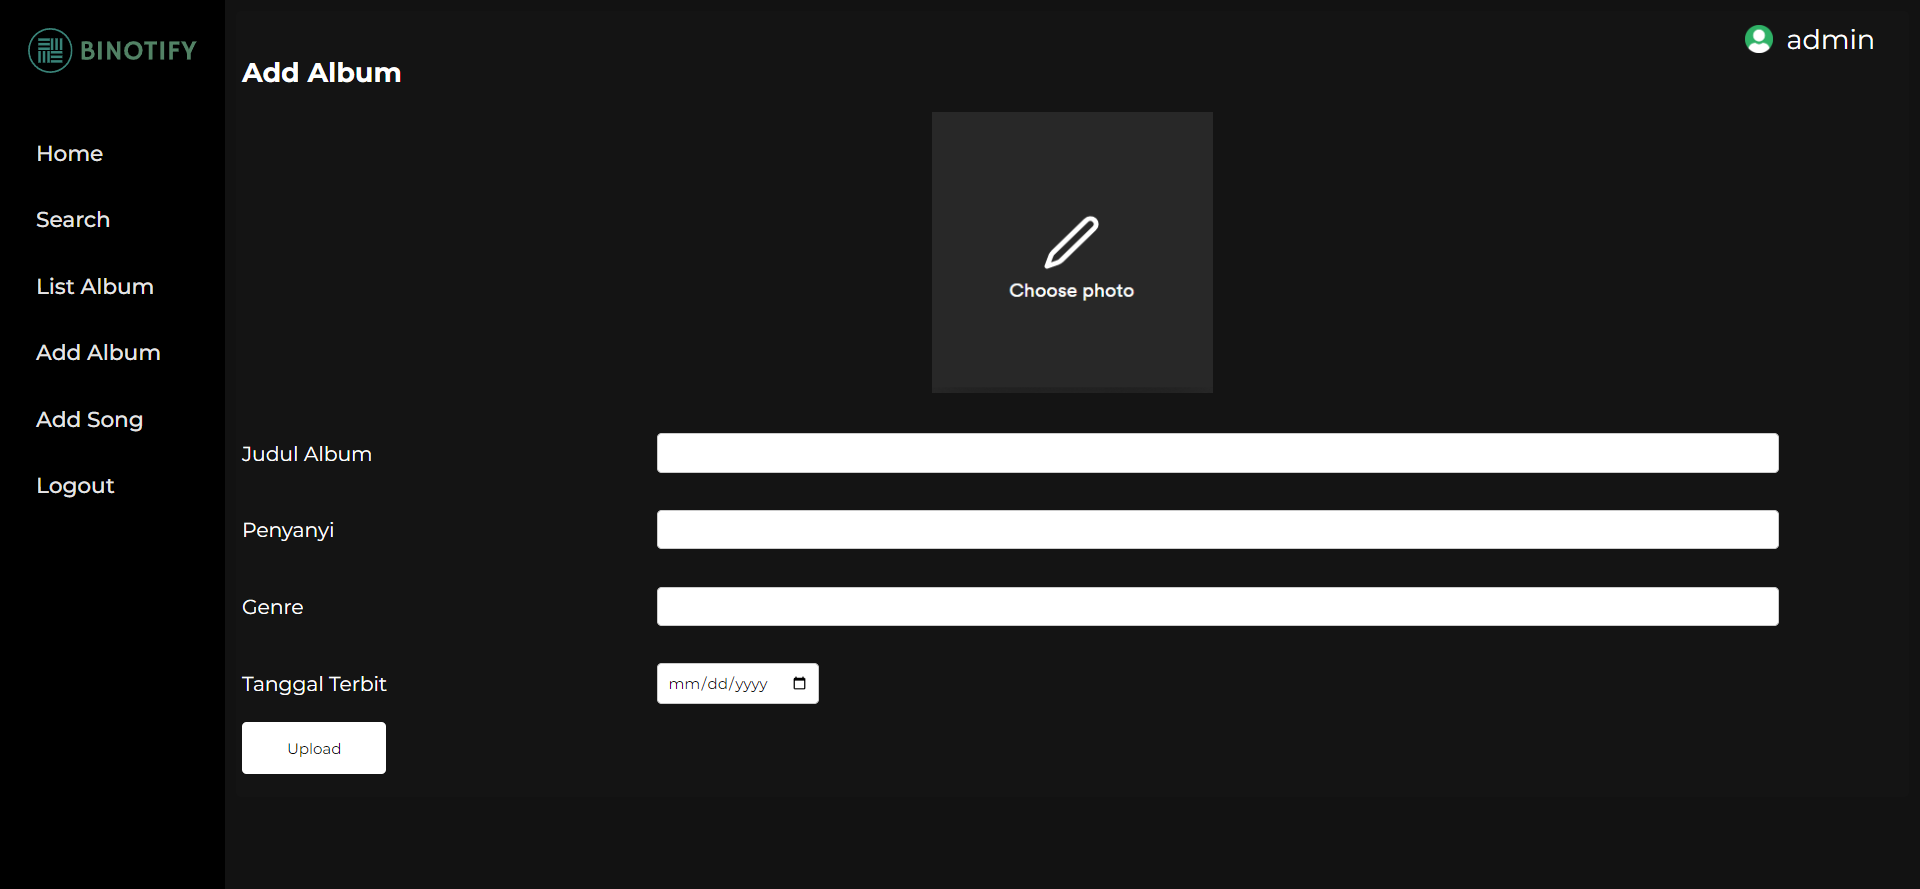 BINOTIFY
Home
Search
List Album
Add Album
Add Song
Logout
admin
Add Album
Choose photo
Judul Album
Penyanyi
Genre
Tanggal Terbit
mm/dd/yyyy
Upload